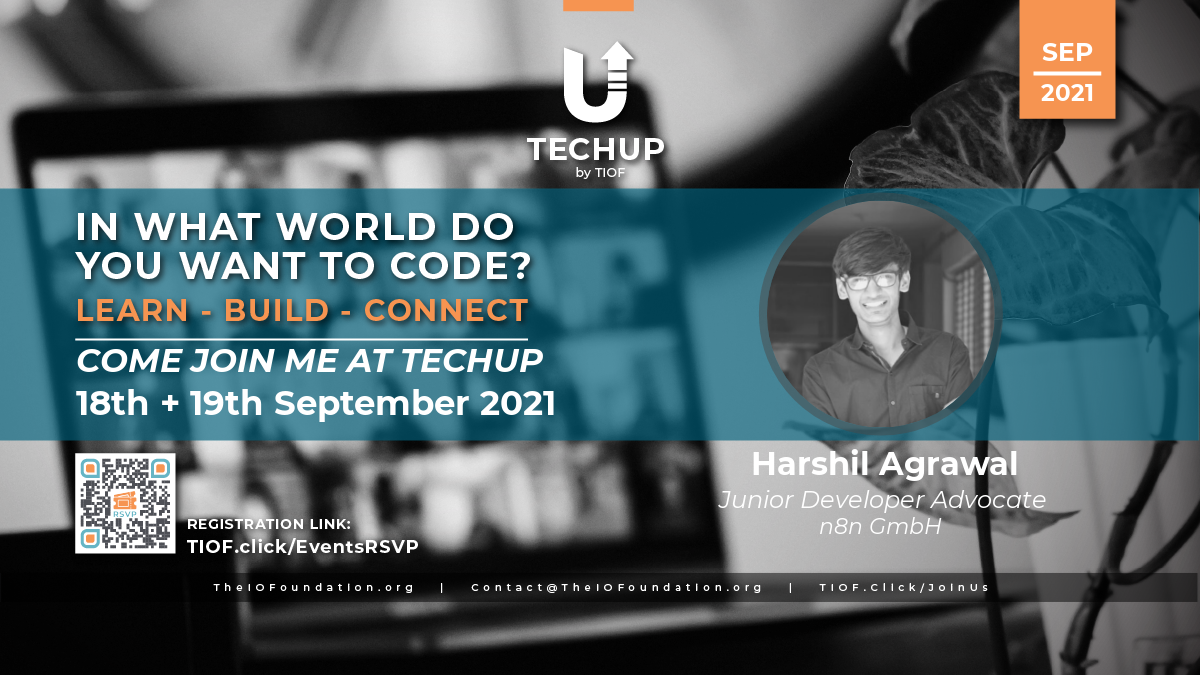 SEP
2021
TECHUP
by TIOF
IN WHAT WORLD DO
YOU WANT TO CODE?
LEARN - BUILD - CONNECT
COME JOIN ME AT TECHUP
18th + 19th September 2021
Harshil Agrawal
Junior Developer Advocate
n8n GmbH
RSVP
REGISTRATION LINK:
TIOF.click/EventsRSVP
TheIOFoundation.org | Contact@TheIOFoundation.org | TIOF.Click/JoinUs